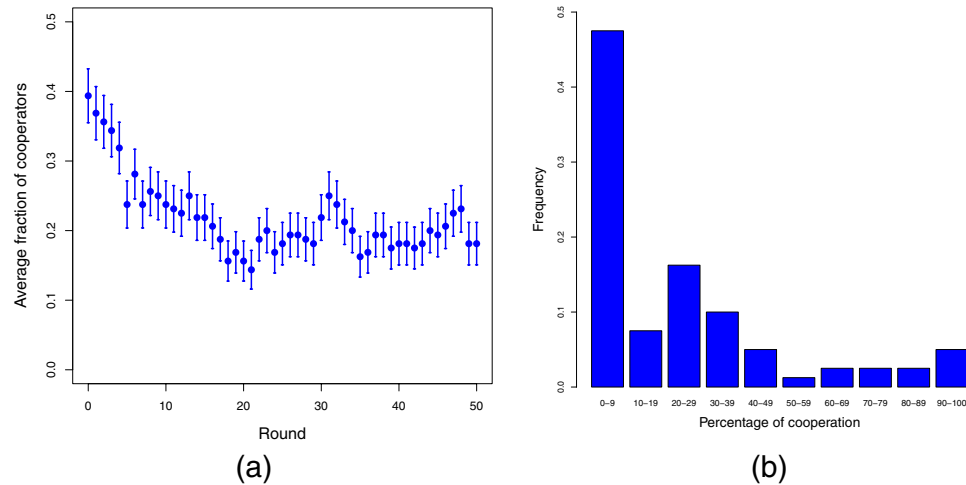 0.5
0.4
0.3
0.2
0.1
0.0
Average fraction of cooperators
0 10 20 30 40 50
Round
(a)
0.5
0.4
0.3
0.2
0.1
0.0
Frequency
0−9 10−19 20−29 30−39 40−49 50−59 60−69 70−79 80−89 90−100
Percentage of cooperation
(b)